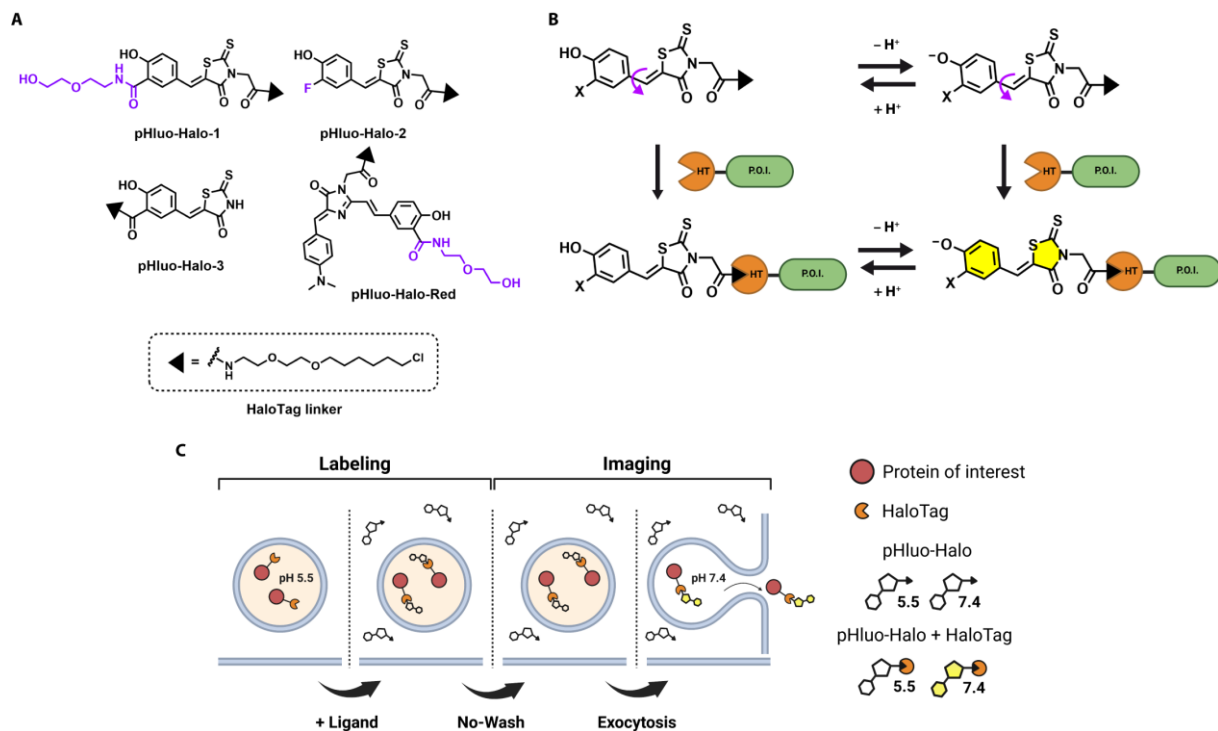 A
HO
O
N
H
O
HO
S
S
N
O
O
pHluo-Halo-1
HO
F
S
S
N
O
O
pHluo-Halo-2
HO
O
S
S
NH
O
pHluo-Halo-3
O
O
N
N
OH
O
NH
O
OH
N
pHluo-Halo-Red
=
N
H
O
O
Cl
HaloTag linker
B
HO
X
S
S
N
O
O
– H⁺
+ H⁺
−
O
X
S
S
N
O
O
HT
P.O.I.
HT
P.O.I.
HO
X
S
S
N
O
O
HT
P.O.I.
– H⁺
+ H⁺
−
O
X
S
S
N
O
O
HT
P.O.I.
C
Labeling
Imaging
pH 5.5
pH 7.4
+ Ligand
No-Wash
Exocytosis
Protein of interest
HaloTag
pHluo-Halo
5.5
7.4
pHluo-Halo + HaloTag
5.5
7.4